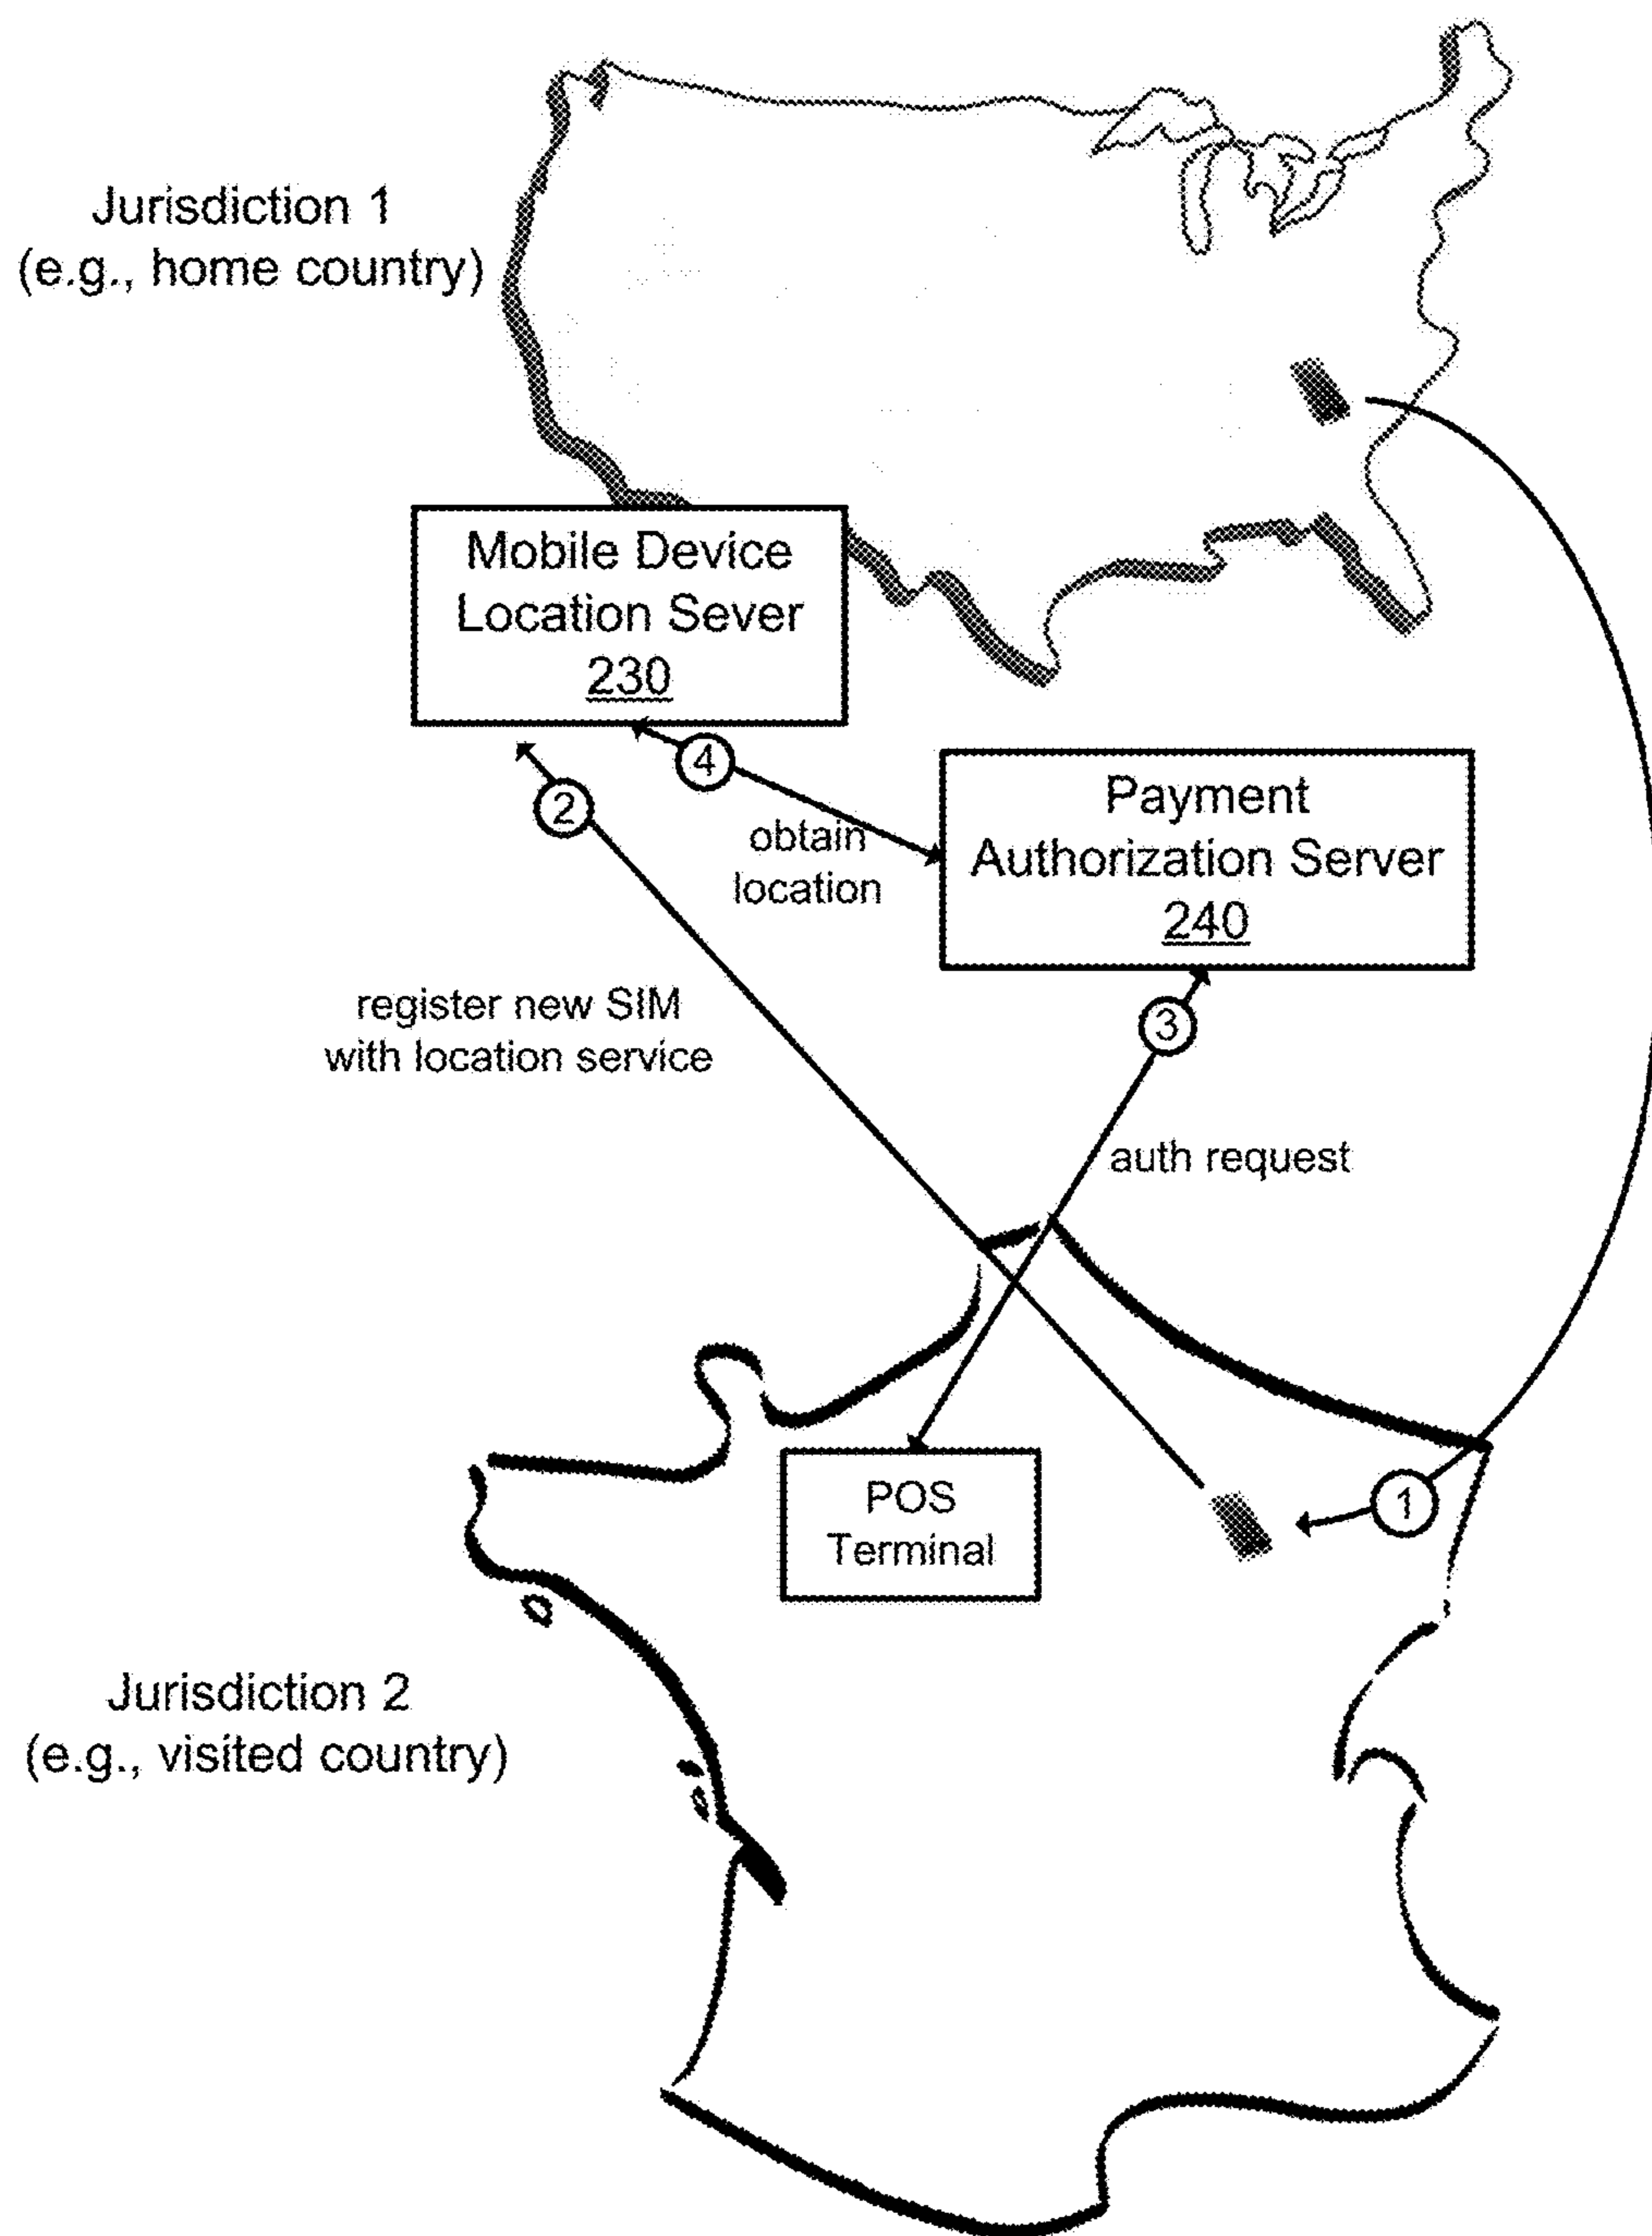 Jurisdiction 1
(e.g., home country)
Mobile Device
Location Sever
230
4
2
obtain
location
Payment
Authorization Server
240
register new SIM
with location service
3
auth request
POS
Terminal
1
Jurisdiction 2
(e.g., visited country)